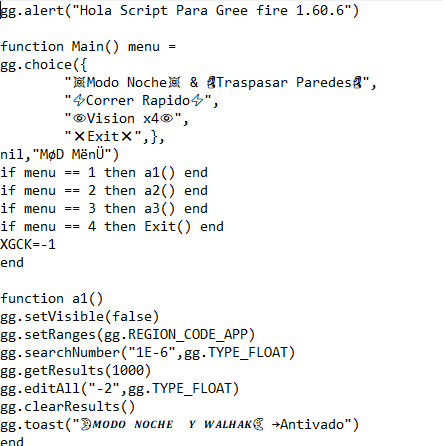 gg.alert("Hola Script Para Gree fire 1.60.6")
function Main() menu =
gg.choice({
"☠Modo Noche☠ & 👻Traspasar Paredes👻",
"⚡Correr Rapido⚡",
"👁Vision x4👁",
"❌Exit❌",},
nil,"MøD MënÜ")
if menu == 1 then a1() end
if menu == 2 then a2() end
if menu == 3 then a3() end
if menu == 4 then Exit() end
XGCK=-1
end
function a1()
gg.setVisible(false)
gg.setRanges(gg.REGION_CODE_APP)
gg.searchNumber("1E-6",gg.TYPE_FLOAT)
gg.getResults(1000)
gg.editAll("-2",gg.TYPE_FLOAT)
gg.clearResults()
gg.toast("𝑴𝑶𝑫𝑶 𝑵𝑶𝑪𝑯𝑬 𝒀 𝑾𝑨𝑳𝑯𝑨𝑲 →Antivado")
end